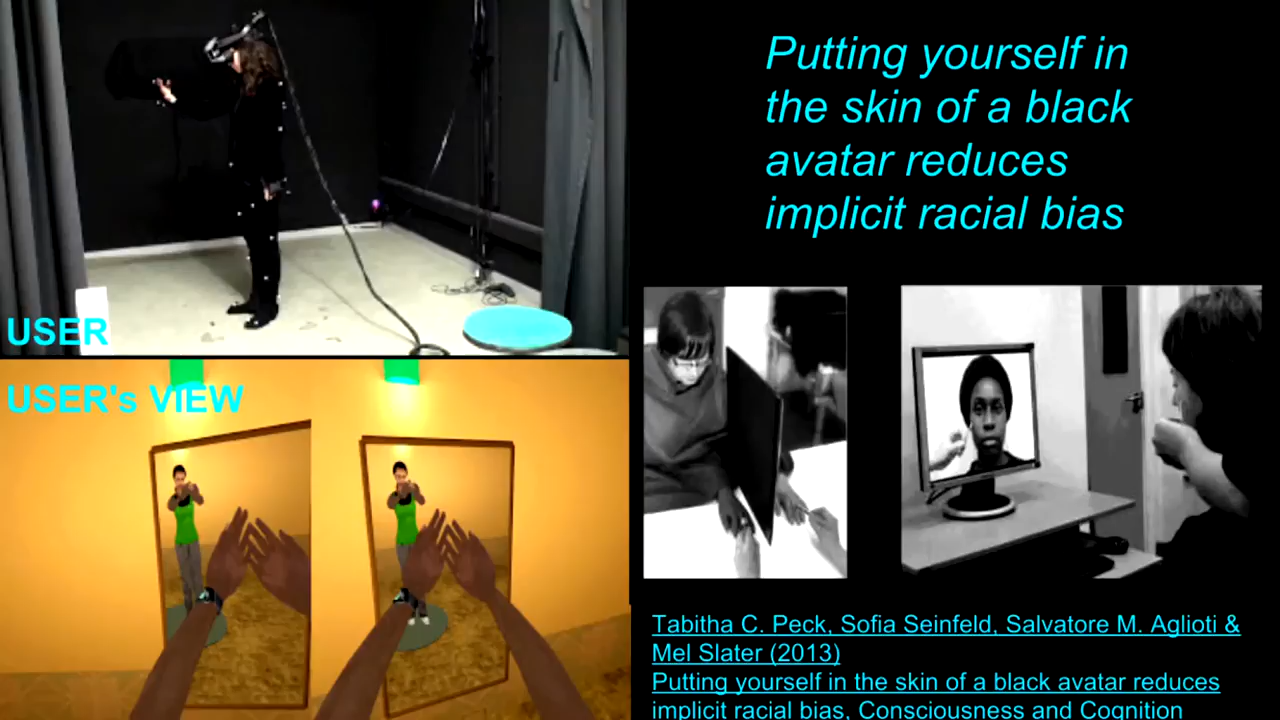 USER
USER's VIEW
Putting yourself in
the skin of a black
avatar reduces
implicit racial bias
Tabitha C. Peck, Sofia Seinfeld, Salvatore M. Aglioti &
Mel Slater (2013)
Putting yourself in the skin of a black avatar reduces
implicit racial bias, Consciousness and Cognition